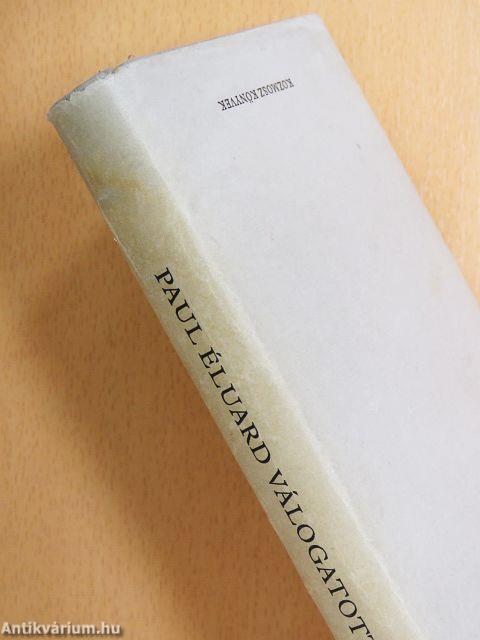 KOZMOSZ KÖNYVEK
PAUL ÉLUARD VÁLOGATOTT
Antikvárium.hu